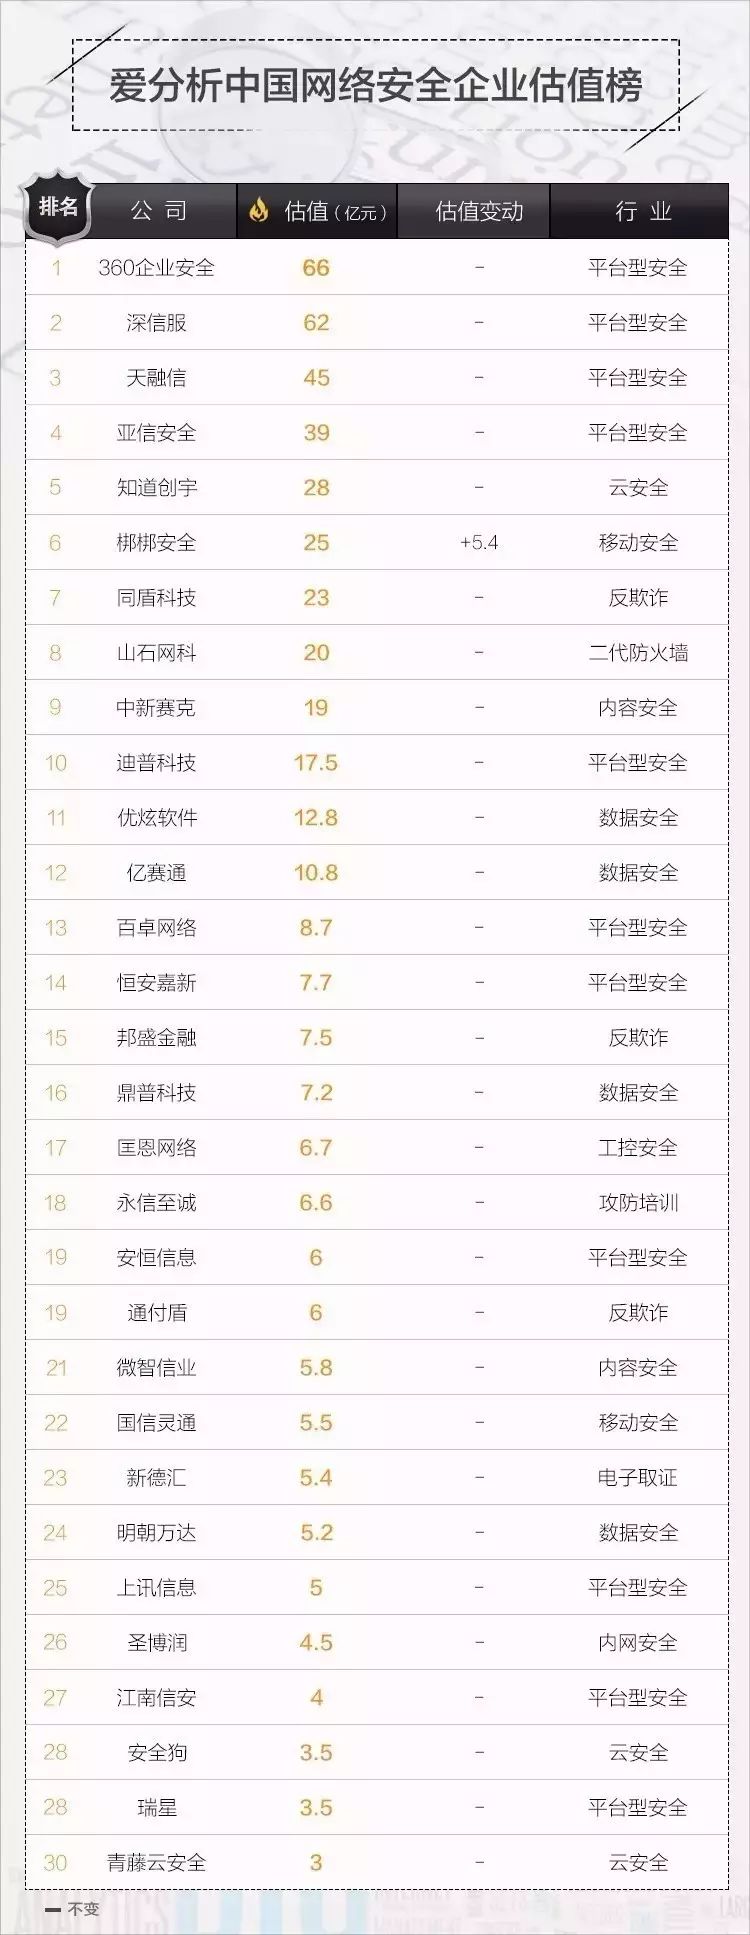 爱分析中国网络安全企业估值榜
排名 公司 估值（亿元） 估值变动 行业
1 360企业安全 66 - 平台型安全
2 深信服 62 - 平台型安全
3 天融信 45 - 平台型安全
4 亚信安全 39 - 平台型安全
5 知道创宇 28 - 云安全
6 梆梆安全 25 +5.4 移动安全
7 同盾科技 23 - 反欺诈
8 山石网科 20 - 二代防火墙
9 中新赛克 19 - 内容安全
10 迪普科技 17.5 - 平台型安全
11 优炫软件 12.8 - 数据安全
12 亿赛通 10.8 - 数据安全
13 百卓网络 8.7 - 平台型安全
14 恒安嘉新 7.7 - 平台型安全
15 邦盛金融 7.5 - 反欺诈
16 鼎普科技 7.2 - 数据安全
17 匡恩网络 6.7 - 工控安全
18 永信至诚 6.6 - 攻防培训
19 安恒信息 6 - 平台型安全
19 通付盾 6 - 反欺诈
21 微智信业 5.8 - 内容安全
22 国信灵通 5.5 - 移动安全
23 新德汇 5.4 - 电子取证
24 明朝万达 5.2 - 数据安全
25 上讯信息 5 - 平台型安全
26 圣博润 4.5 - 内网安全
27 江南信安 4 - 平台型安全
28 安全狗 3.5 - 云安全
28 瑞星 3.5 - 平台型安全
30 青藤云安全 3 - 云安全
— 不变